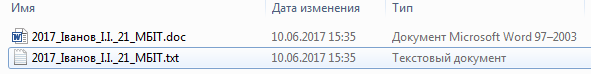 Имя Дата изменения Тип
2017_Іванов_І.І._21_МБІТ.doc 10.06.2017 15:35 Документ Microsoft Word 97–2003
2017_Іванов_І.І._21_МБІТ.txt 10.06.2017 15:35 Текстовый документ